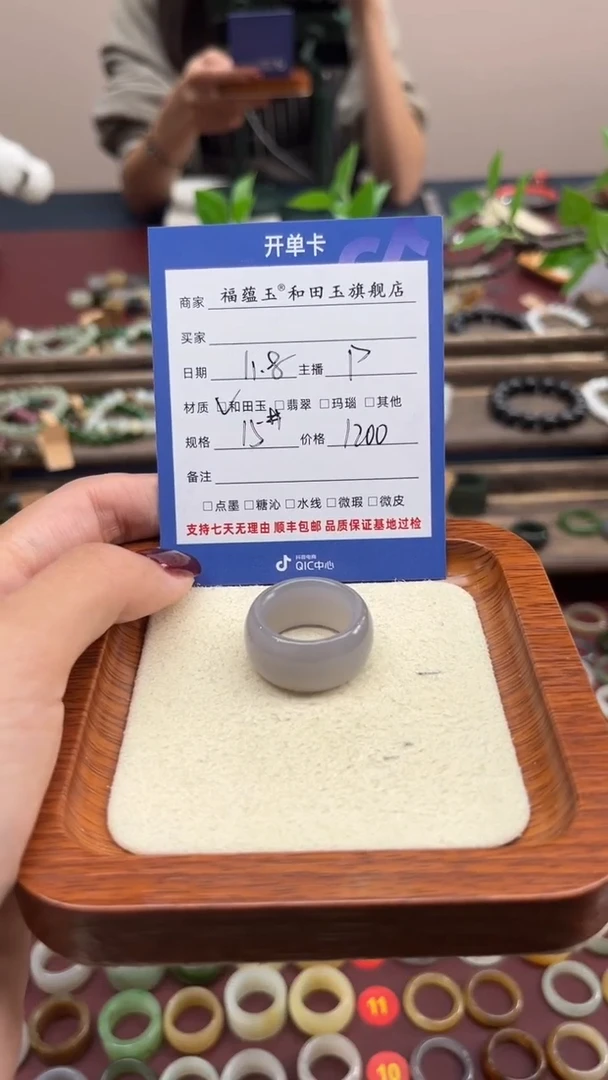 开单卡
商家 福蕴玉®和田玉旗舰店
买家
日期 11.8 主播
材质 ☑和田玉 □翡翠 □玛瑙 □其他
规格 15# 价格 1200
备注
□点墨 □糖沁 □水线 □微瑕 □微皮
支持七天无理由 顺丰包邮 品质保证基地过检
抖音电商
QIC中心
11
10